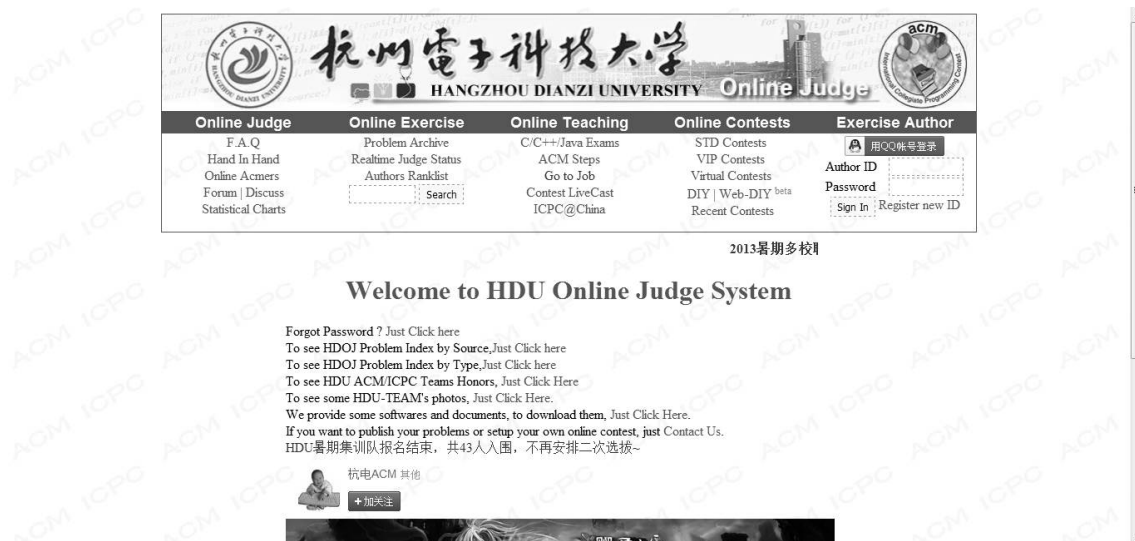 杭州電子科技大学
HANGZHOU DIANZI UNIVERSITY Online Judge
acm
International Collegiate Programming Contest
Online Judge Online Exercise Online Teaching Online Contests Exercise Author
F.A.Q Problem Archive C/C++/Java Exams STD Contests 用QQ帐号登录
Hand In Hand Realtime Judge Status ACM Steps VIP Contests Author ID
Online Acmers Authors Ranklist Go to Job Virtual Contests Password
Forum | Discuss Search Contest LiveCast DIY | Web-DIY beta Sign In Register new ID
Statistical Charts ICPC@China Recent Contests
2013暑期多校
Welcome to HDU Online Judge System
Forgot Password ? Just Click here
To see HDOJ Problem Index by Source,Just Click here
To see HDOJ Problem Index by Type,Just Click here
To see HDU ACM/ICPC Teams Honors, Just Click Here
To see some HDU-TEAM's photos, Just Click Here.
We provide some softwares and documents, to download them, Just Click Here.
If you want to publish your problems or setup your own online contest, just Contact Us.
HDU暑期集训队报名结束，共43人入围，不再安排二次选拔~
杭电ACM 其他
+加关注